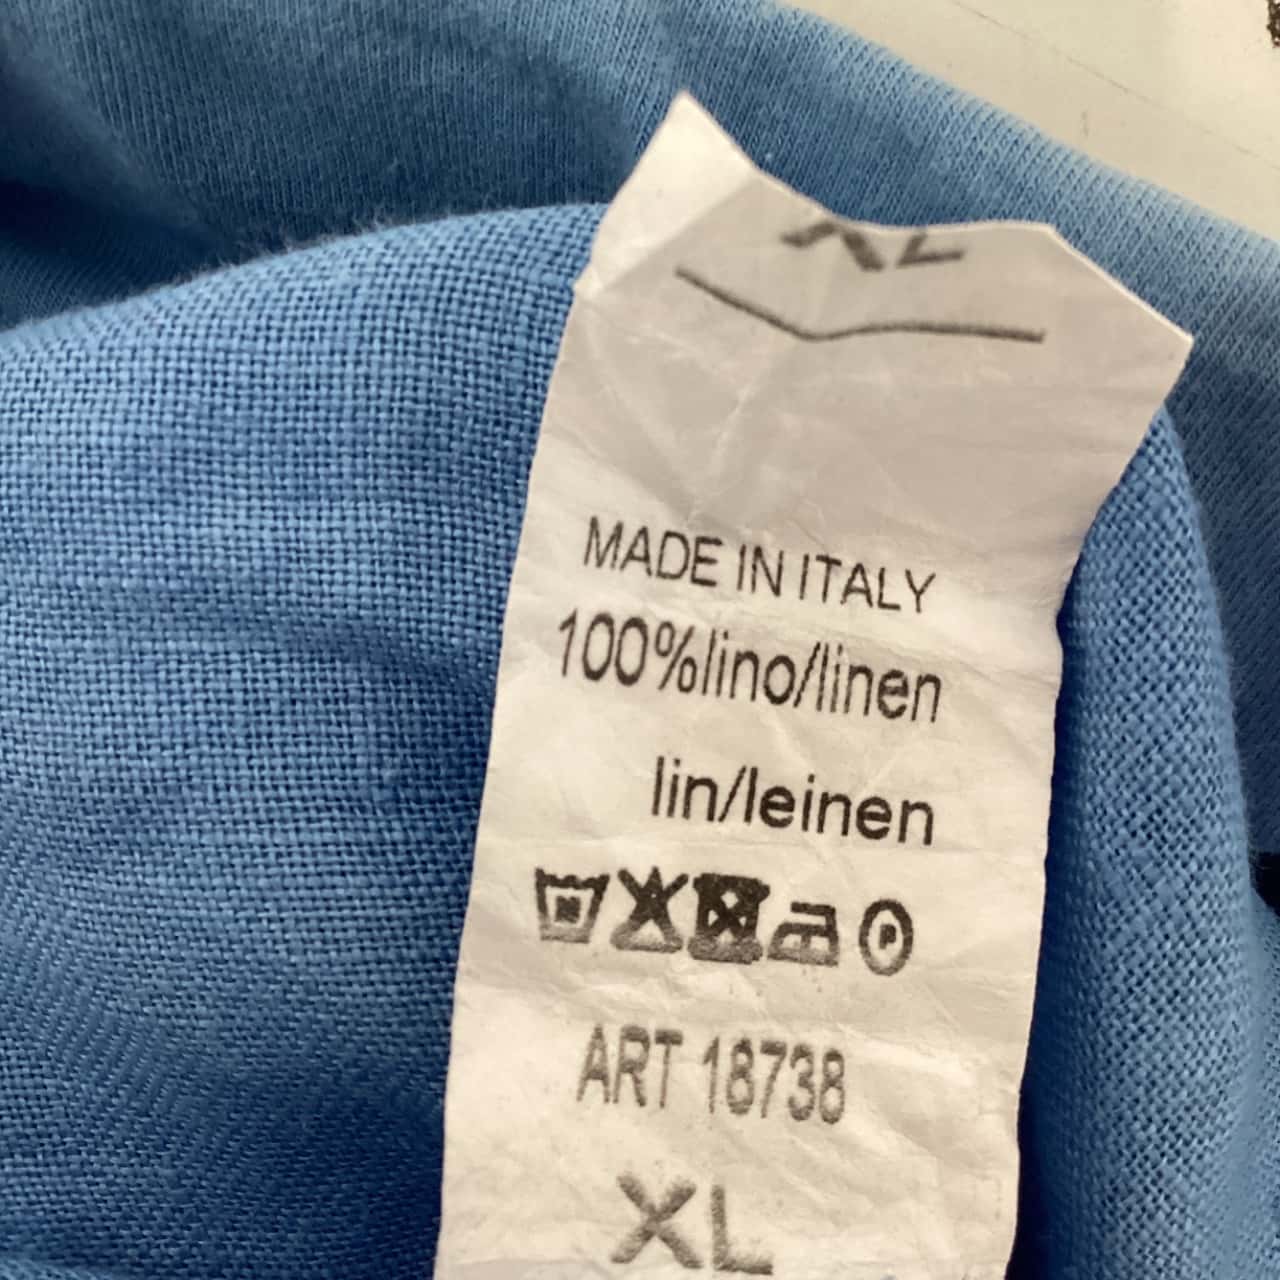 XL
MADE IN ITALY
100%lino/linen
lin/leinen
P
ART 18738
XL